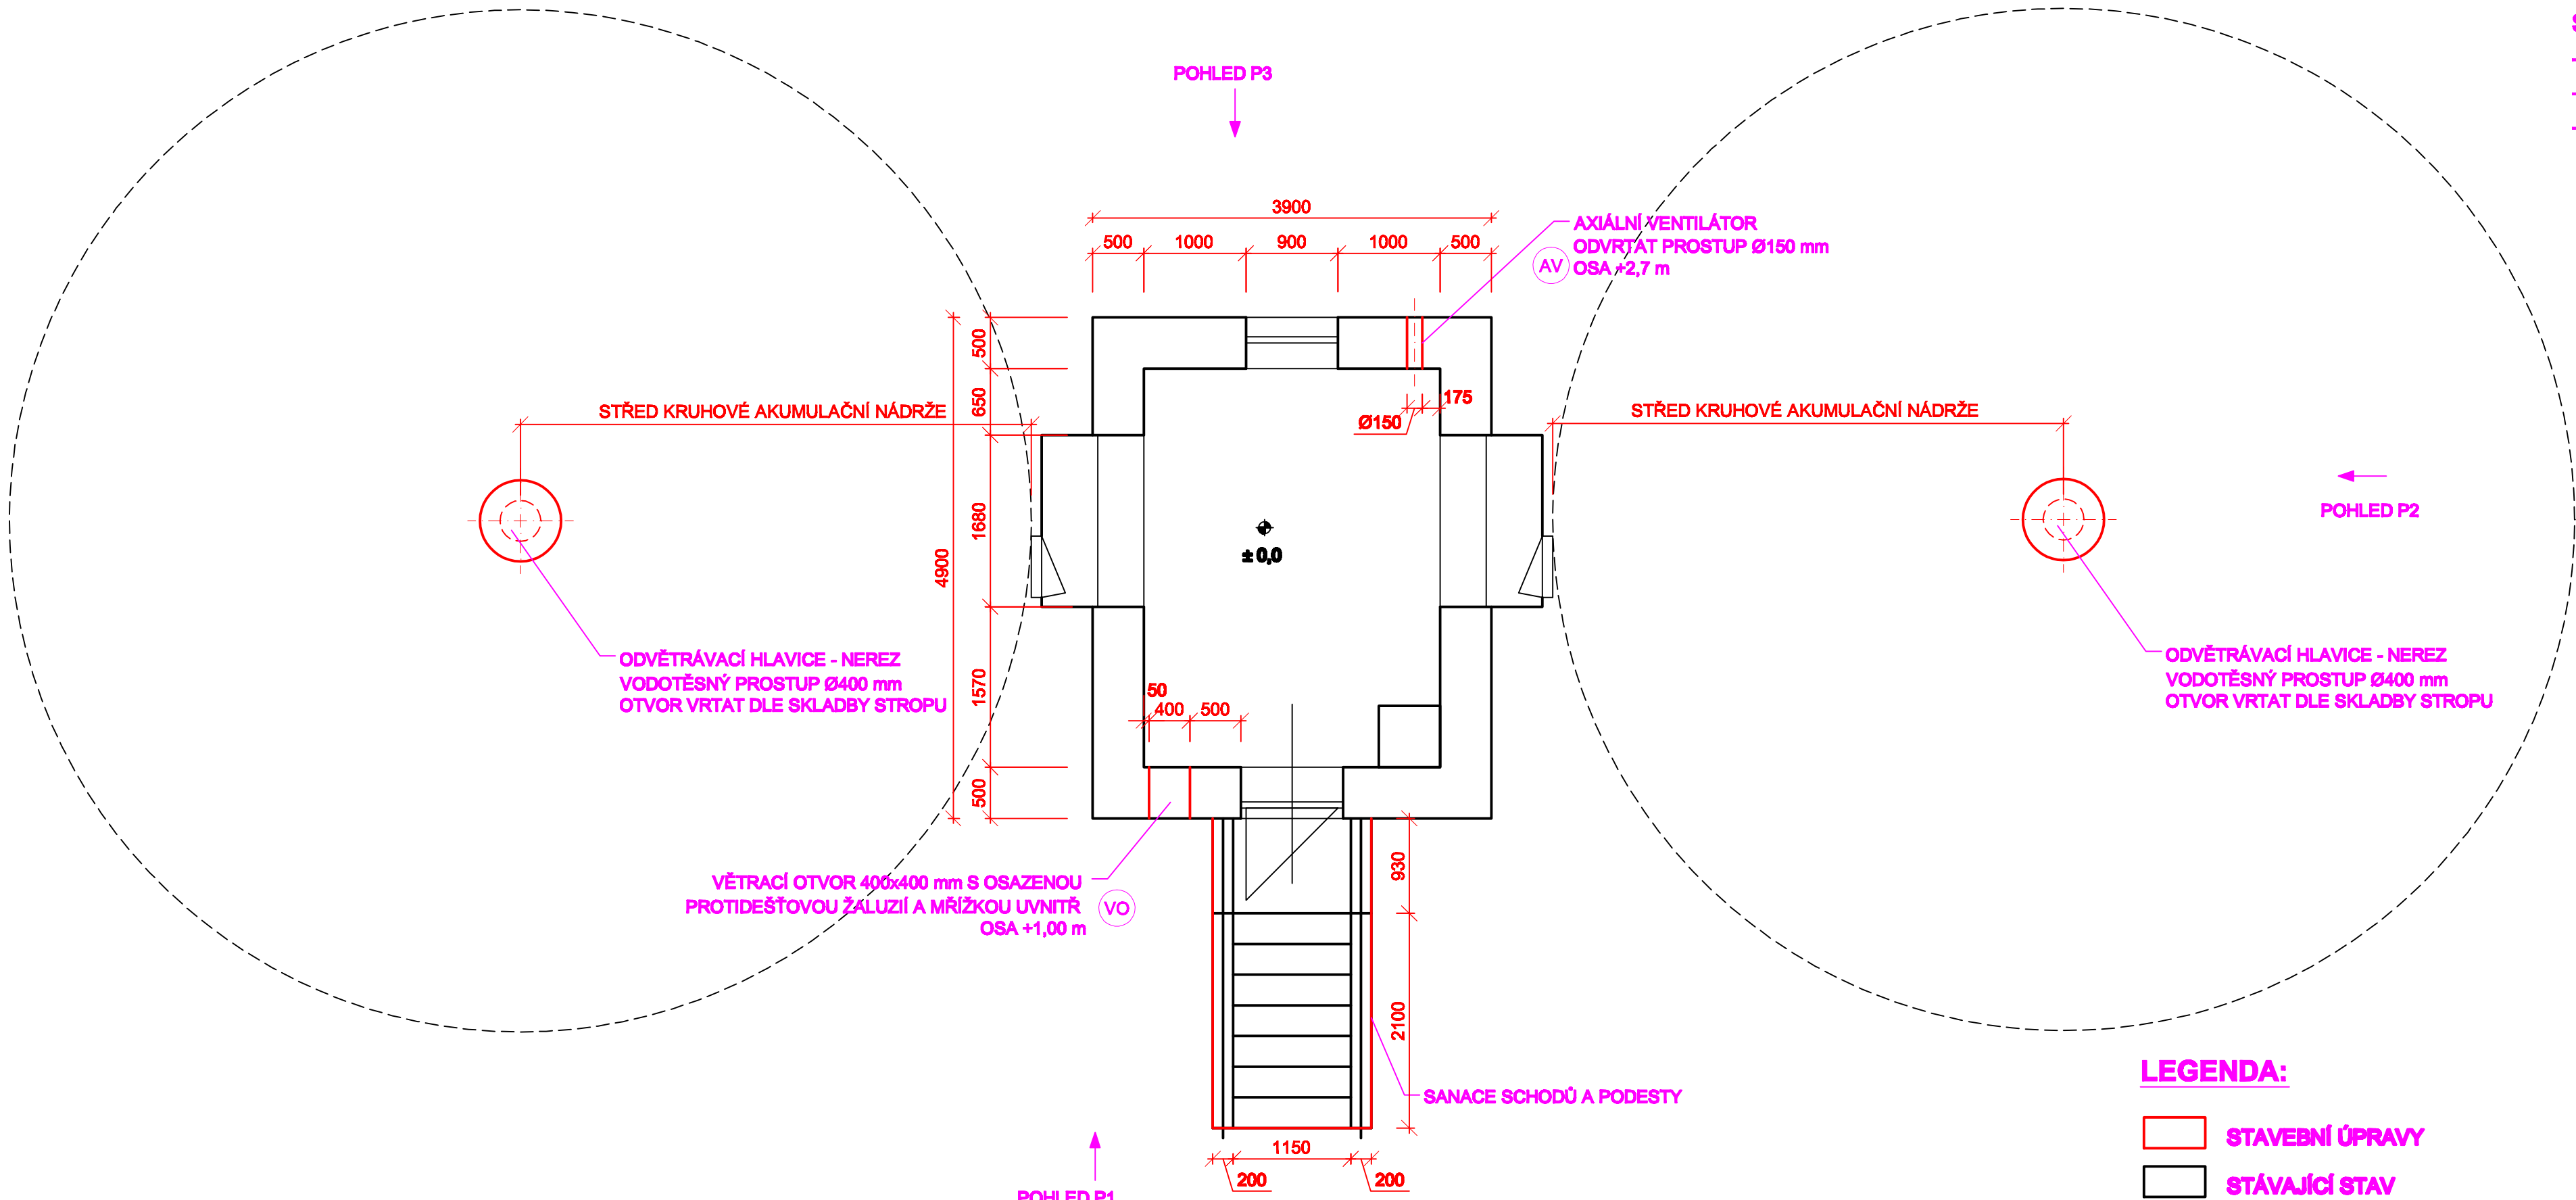 POHLED P3
3900
500
1000
900
1000
500
AXIÁLNÍ VENTILÁTOR
ODVRTAT PROSTUP Ø150 mm
AV
OSA +2,7 m
500
650
1680
1570
500
4900
175
Ø150
STŘED KRUHOVÉ AKUMULAČNÍ NÁDRŽE
STŘED KRUHOVÉ AKUMULAČNÍ NÁDRŽE
POHLED P2
± 0,0
ODVĚTRÁVACÍ HLAVICE - NEREZ
VODOTĚSNÝ PROSTUP Ø400 mm
OTVOR VRTAT DLE SKLADBY STROPU
ODVĚTRÁVACÍ HLAVICE - NEREZ
VODOTĚSNÝ PROSTUP Ø400 mm
OTVOR VRTAT DLE SKLADBY STROPU
50
400
500
VĚTRACÍ OTVOR 400x400 mm S OSAZENOU
PROTIDEŠŤOVOU ŽALUZIÍ A MŘÍŽKOU UVNITŘ
VO
OSA +1,00 m
930
2100
SANACE SCHODŮ A PODESTY
1150
200
200
POHLED P1
LEGENDA:
STAVEBNÍ ÚPRAVY
STÁVAJÍCÍ STAV